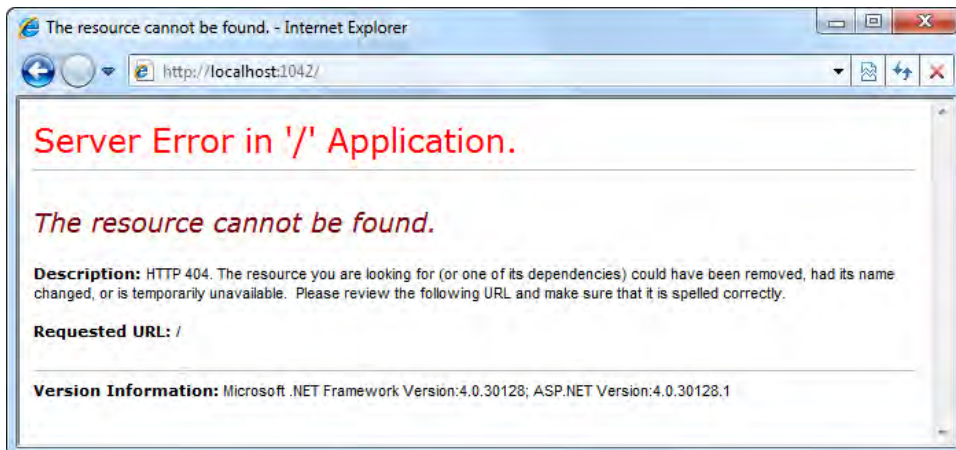 The resource cannot be found. - Internet Explorer
http://localhost:1042/
Server Error in '/' Application.
The resource cannot be found.
Description: HTTP 404. The resource you are looking for (or one of its dependencies) could have been removed, had its name
changed, or is temporarily unavailable. Please review the following URL and make sure that it is spelled correctly.
Requested URL: /
Version Information: Microsoft .NET Framework Version:4.0.30128; ASP.NET Version:4.0.30128.1